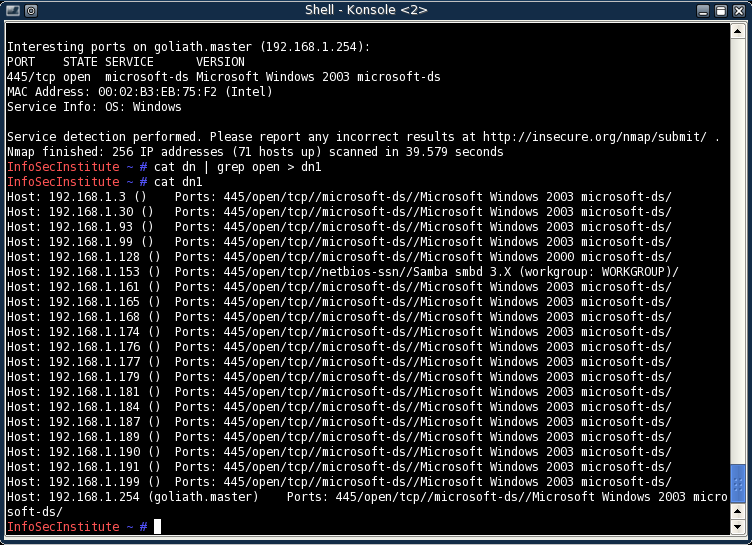 Shell - Konsole <2>
Interesting ports on goliath.master (192.168.1.254):
PORT    STATE SERVICE      VERSION
445/tcp open  microsoft-ds Microsoft Windows 2003 microsoft-ds
MAC Address: 00:02:B3:EB:75:F2 (Intel)
Service Info: OS: Windows
Service detection performed. Please report any incorrect results at http://insecure.org/nmap/submit/ .
Nmap finished: 256 IP addresses (71 hosts up) scanned in 39.579 seconds
InfoSecInstitute ~ # cat dn | grep open > dn1
InfoSecInstitute ~ # cat dn1
Host: 192.168.1.3 ()    Ports: 445/open/tcp//microsoft-ds//Microsoft Windows 2003 microsoft-ds/
Host: 192.168.1.30 ()   Ports: 445/open/tcp//microsoft-ds//Microsoft Windows 2003 microsoft-ds/
Host: 192.168.1.93 ()   Ports: 445/open/tcp//microsoft-ds//Microsoft Windows 2003 microsoft-ds/
Host: 192.168.1.99 ()   Ports: 445/open/tcp//microsoft-ds//Microsoft Windows 2003 microsoft-ds/
Host: 192.168.1.128 ()  Ports: 445/open/tcp//microsoft-ds//Microsoft Windows 2000 microsoft-ds/
Host: 192.168.1.153 ()  Ports: 445/open/tcp//netbios-ssn//Samba smbd 3.X (workgroup: WORKGROUP)/
Host: 192.168.1.161 ()  Ports: 445/open/tcp//microsoft-ds//Microsoft Windows 2003 microsoft-ds/
Host: 192.168.1.165 ()  Ports: 445/open/tcp//microsoft-ds//Microsoft Windows 2003 microsoft-ds/
Host: 192.168.1.168 ()  Ports: 445/open/tcp//microsoft-ds//Microsoft Windows 2003 microsoft-ds/
Host: 192.168.1.174 ()  Ports: 445/open/tcp//microsoft-ds//Microsoft Windows 2003 microsoft-ds/
Host: 192.168.1.176 ()  Ports: 445/open/tcp//microsoft-ds//Microsoft Windows 2003 microsoft-ds/
Host: 192.168.1.177 ()  Ports: 445/open/tcp//microsoft-ds//Microsoft Windows 2003 microsoft-ds/
Host: 192.168.1.179 ()  Ports: 445/open/tcp//microsoft-ds//Microsoft Windows 2003 microsoft-ds/
Host: 192.168.1.181 ()  Ports: 445/open/tcp//microsoft-ds//Microsoft Windows 2003 microsoft-ds/
Host: 192.168.1.184 ()  Ports: 445/open/tcp//microsoft-ds//Microsoft Windows 2003 microsoft-ds/
Host: 192.168.1.187 ()  Ports: 445/open/tcp//microsoft-ds//Microsoft Windows 2003 microsoft-ds/
Host: 192.168.1.189 ()  Ports: 445/open/tcp//microsoft-ds//Microsoft Windows 2003 microsoft-ds/
Host: 192.168.1.190 ()  Ports: 445/open/tcp//microsoft-ds//Microsoft Windows 2003 microsoft-ds/
Host: 192.168.1.191 ()  Ports: 445/open/tcp//microsoft-ds//Microsoft Windows 2003 microsoft-ds/
Host: 192.168.1.199 ()  Ports: 445/open/tcp//microsoft-ds//Microsoft Windows 2003 microsoft-ds/
Host: 192.168.1.254 (goliath.master)    Ports: 445/open/tcp//microsoft-ds//Microsoft Windows 2003 micro
soft-ds/
InfoSecInstitute ~ #